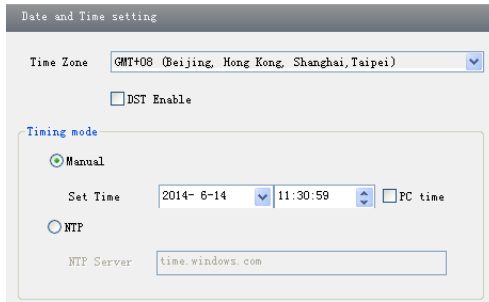 Date and Time setting
Time Zone GMT+08 (Beijing, Hong Kong, Shanghai,Taipei)
DST Enable
Timing mode
Manual
Set Time 2014- 6-14 11:30:59 PC time
NTP
NTP Server time.windows.com